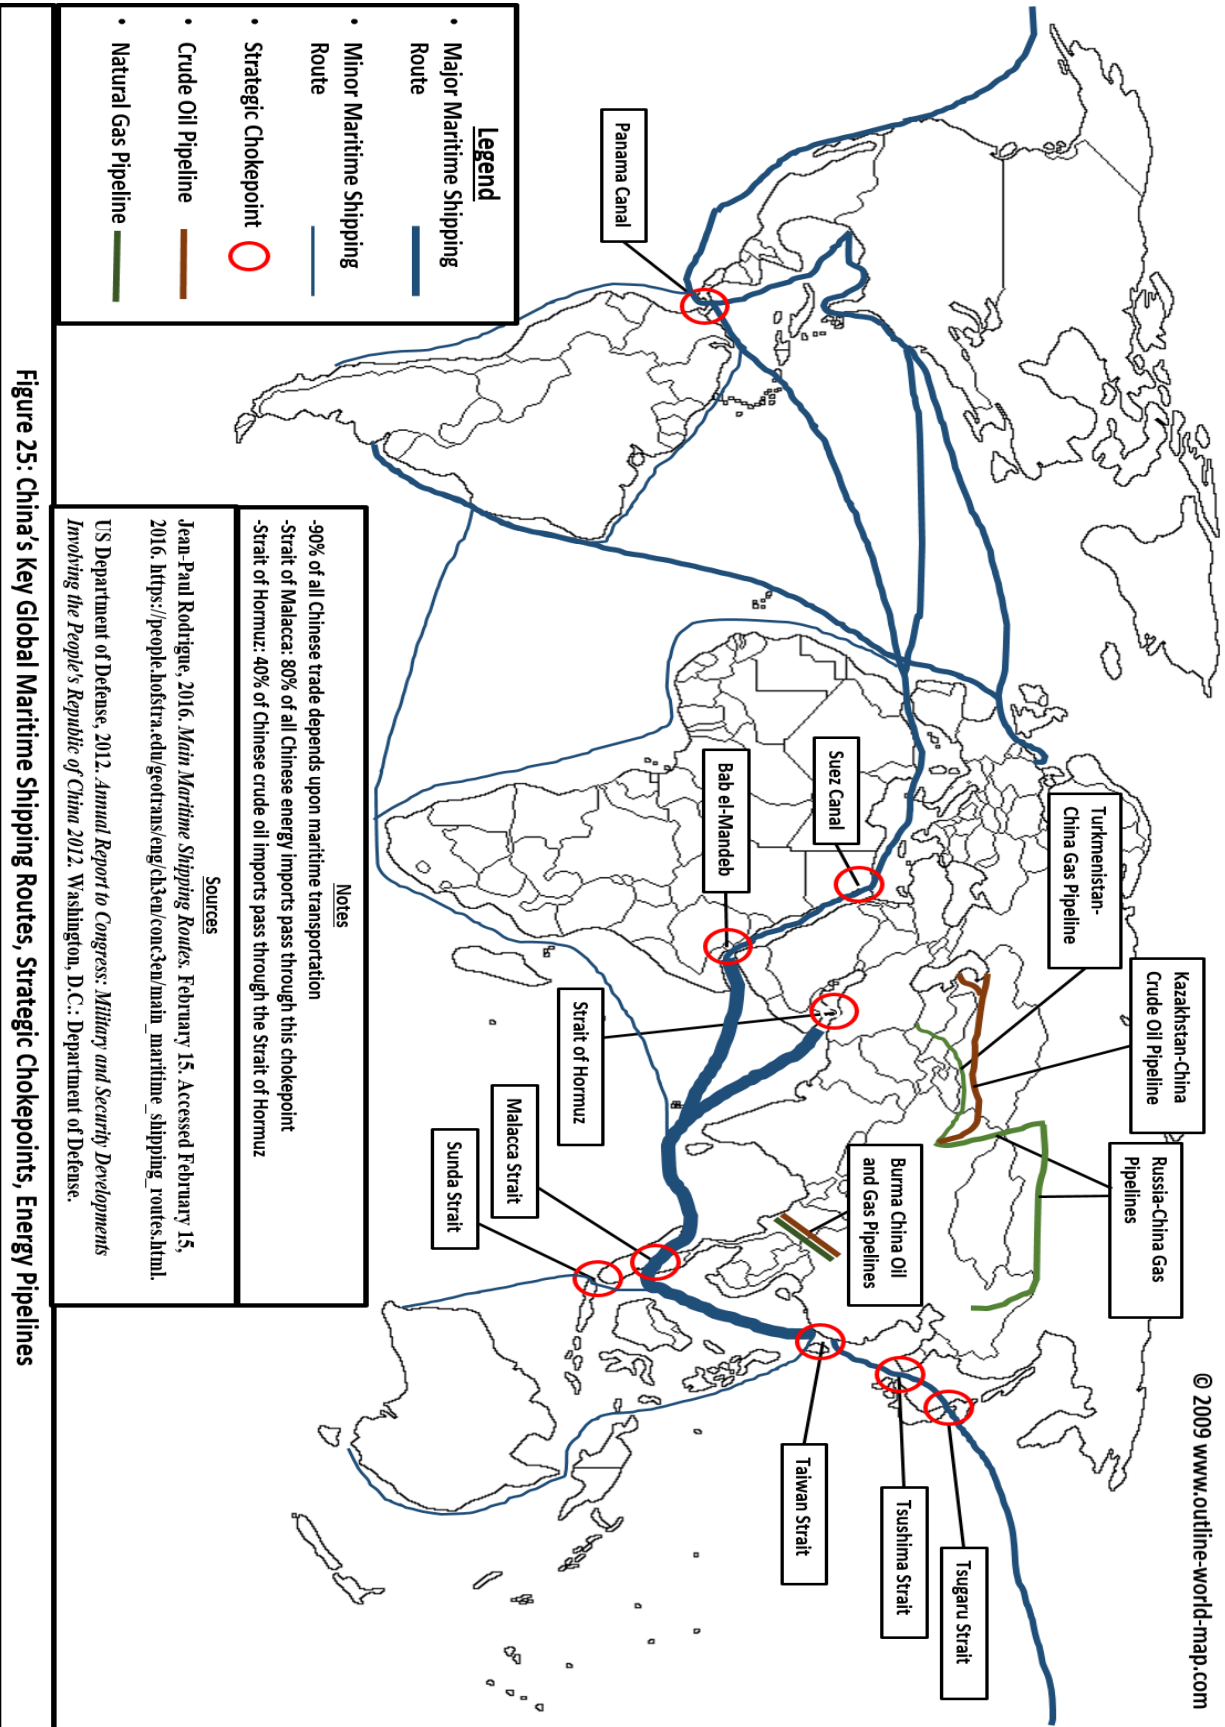 © 2009 www.outline-world-map.com
Kazakhstan-China
Crude Oil Pipeline
Russia-China Gas
Pipelines
Turkmenistan-
China Gas Pipeline
Tsugaru Strait
Tsushima Strait
Burma China Oil
and Gas Pipelines
Suez Canal
Taiwan Strait
Bab el-Mandeb
Panama Canal
Strait of Hormuz
Malacca Strait
Sunda Strait
Legend
• Major Maritime Shipping
Route
• Minor Maritime Shipping
Route
• Strategic Chokepoint
• Crude Oil Pipeline
• Natural Gas Pipeline
Notes
-90% of all Chinese trade depends upon maritime transportation
-Strait of Malacca: 80% of all Chinese energy imports pass through this chokepoint
-Strait of Hormuz: 40% of Chinese crude oil imports pass through the Strait of Hormuz
Sources
Jean-Paul Rodrigue, 2016. Main Maritime Shipping Routes. February 15. Accessed February 15,
2016. https://people.hofstra.edu/geotrans/eng/ch3en/conc3en/main_maritime_shipping_routes.html.
US Department of Defense, 2012. Annual Report to Congress: Military and Security Developments
Involving the People's Republic of China 2012. Washington, D.C.: Department of Defense.
Figure 25: China's Key Global Maritime Shipping Routes, Strategic Chokepoints, Energy Pipelines